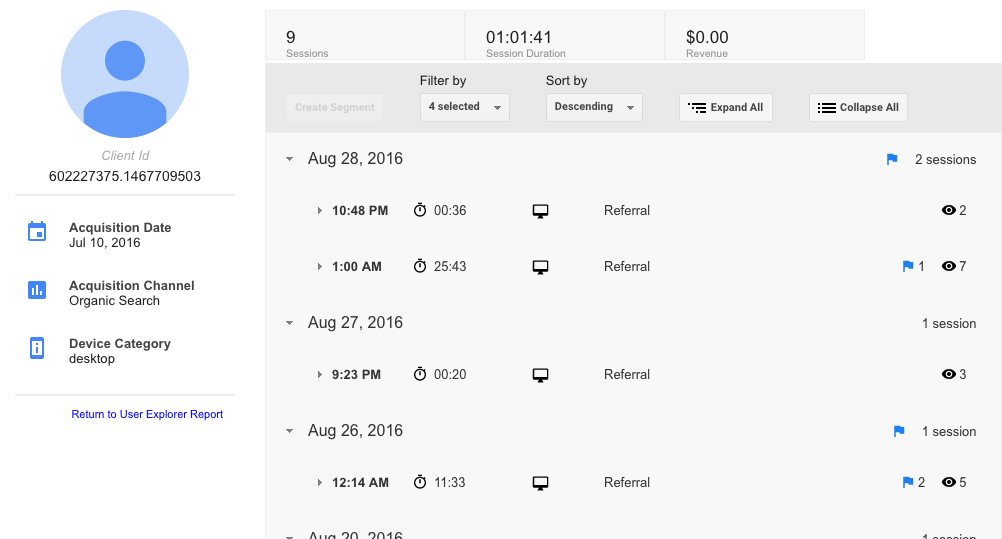 Client Id
602227375.1467709503
Acquisition Date
Jul 10, 2016
Acquisition Channel
Organic Search
Device Category
desktop
Return to User Explorer Report
9
Sessions
01:01:41
Session Duration
$0.00
Revenue
Filter by
Sort by
Create Segment
4 selected
Descending
Expand All
Collapse All
Aug 28, 2016 2 sessions
10:48 PM 00:36 Referral 2
1:00 AM 25:43 Referral 1 7
Aug 27, 2016 1 session
9:23 PM 00:20 Referral 3
Aug 26, 2016 1 session
12:14 AM 11:33 Referral 2 5
Aug 20, 2016 1 session